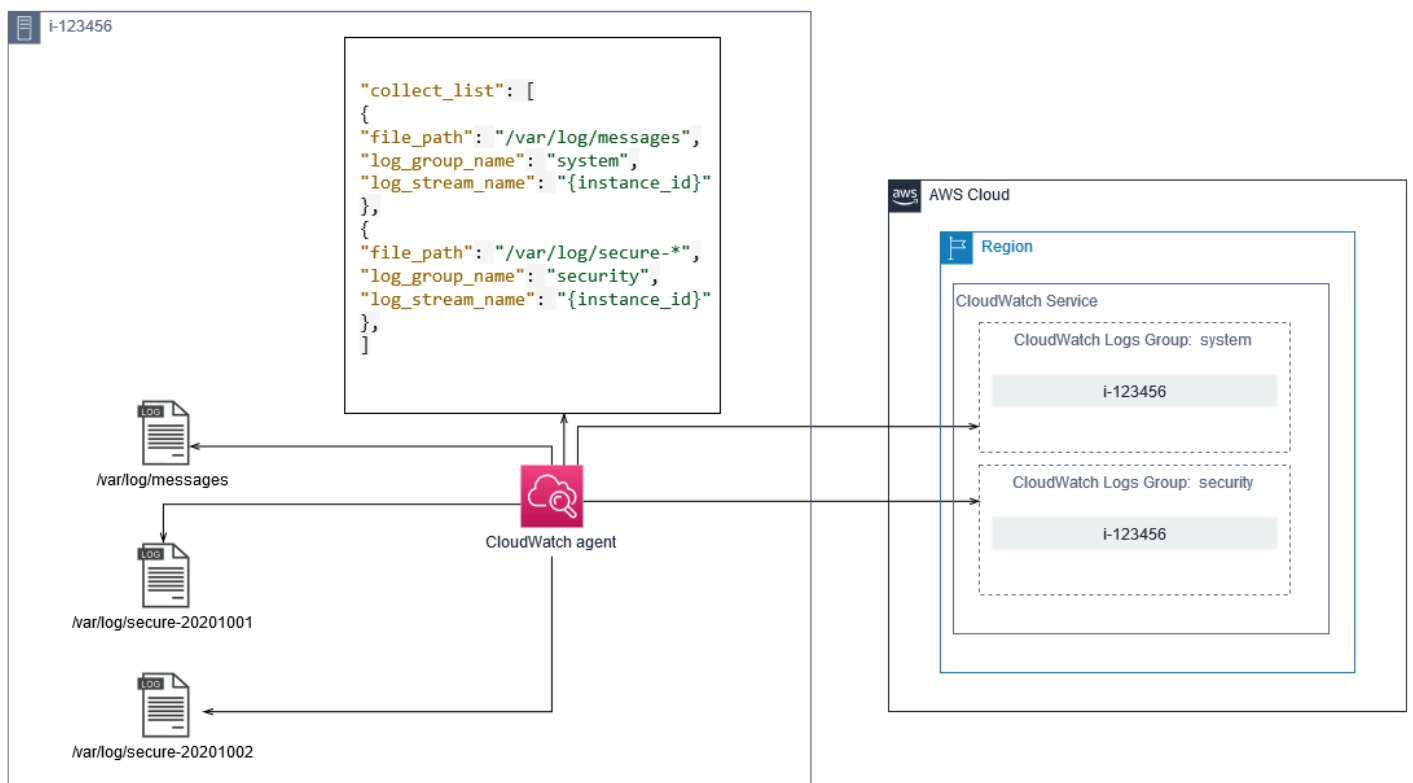 i-123456
"collect_list": [
{
"file_path": "/var/log/messages",
"log_group_name": "system",
"log_stream_name": "{instance_id}"
},
{
"file_path": "/var/log/secure-*",
"log_group_name": "security",
"log_stream_name": "{instance_id}"
},
]
LOG
/var/log/messages
LOG
/var/log/secure-20201001
LOG
/var/log/secure-20201002
CloudWatch agent
aws
AWS Cloud
Region
CloudWatch Service
CloudWatch Logs Group: system
i-123456
CloudWatch Logs Group: security
i-123456